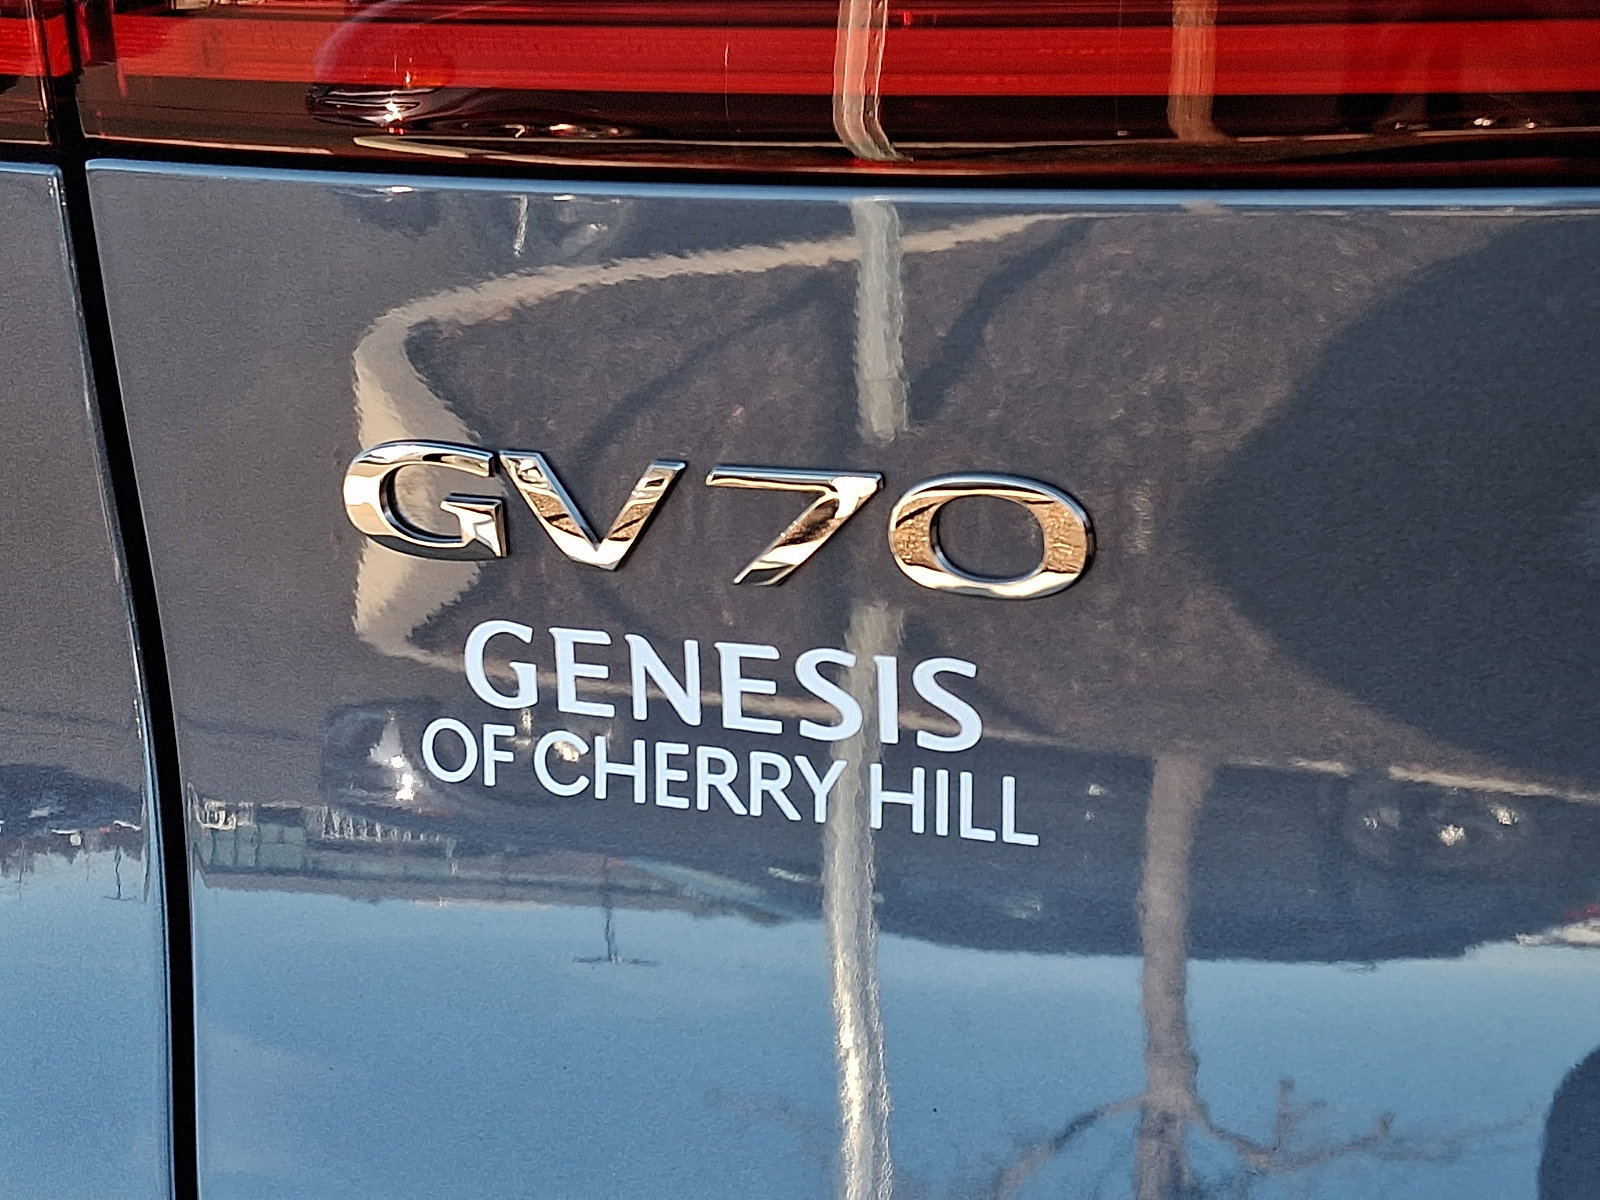 GV70
GENESIS
OF CHERRY HILL